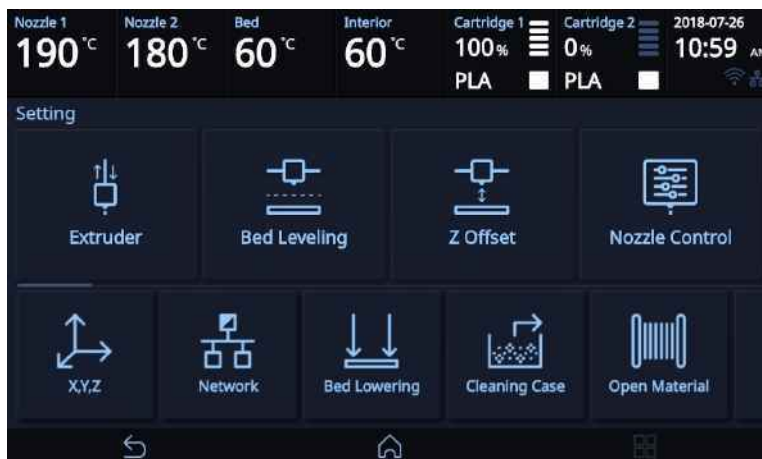 Nozzle 1 Nozzle 2 Bed Interior Cartridge 1 Cartridge 2 2018-07-26
190 °C 180 °C 60 °C 60 °C 100 % 0 % 10:59 AM
PLA PLA
Setting
Extruder Bed Leveling Z Offset Nozzle Control
X,Y,Z Network Bed Lowering Cleaning Case Open Material